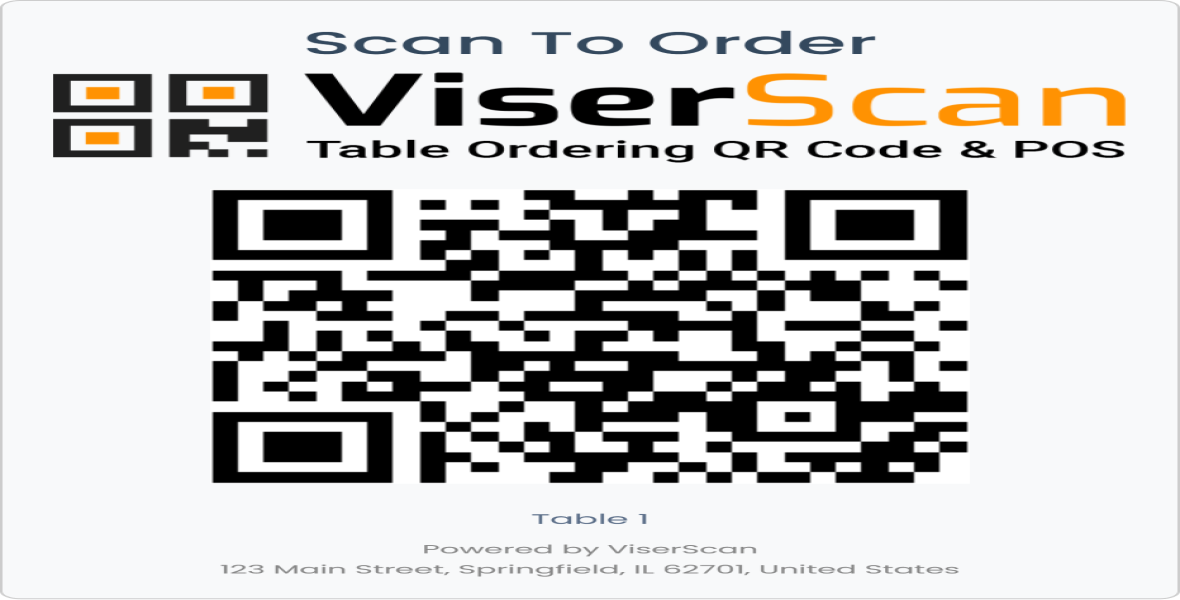 Scan To Order
ViserScan
Table Ordering QR Code & POS
Table 1
Powered by ViserScan
123 Main Street, Springfield, IL 62701, United States